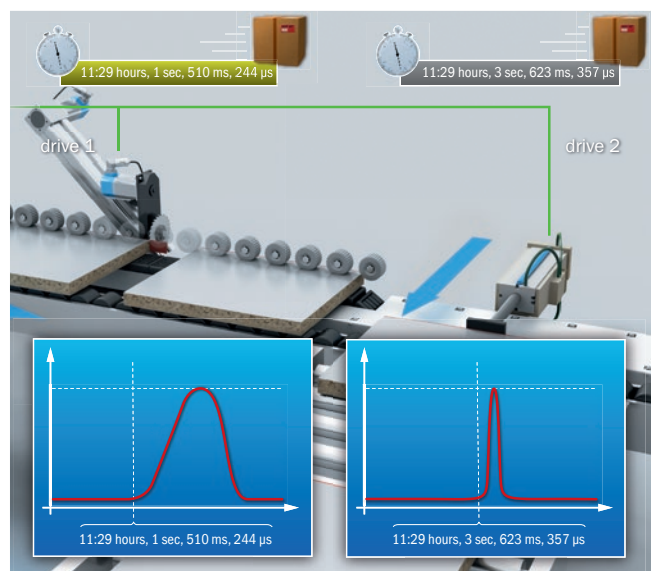 11:29 hours, 1 sec, 510 ms, 244 µs
11:29 hours, 3 sec, 623 ms, 357 µs
drive 1
drive 2
11:29 hours, 1 sec, 510 ms, 244 µs
11:29 hours, 3 sec, 623 ms, 357 µs